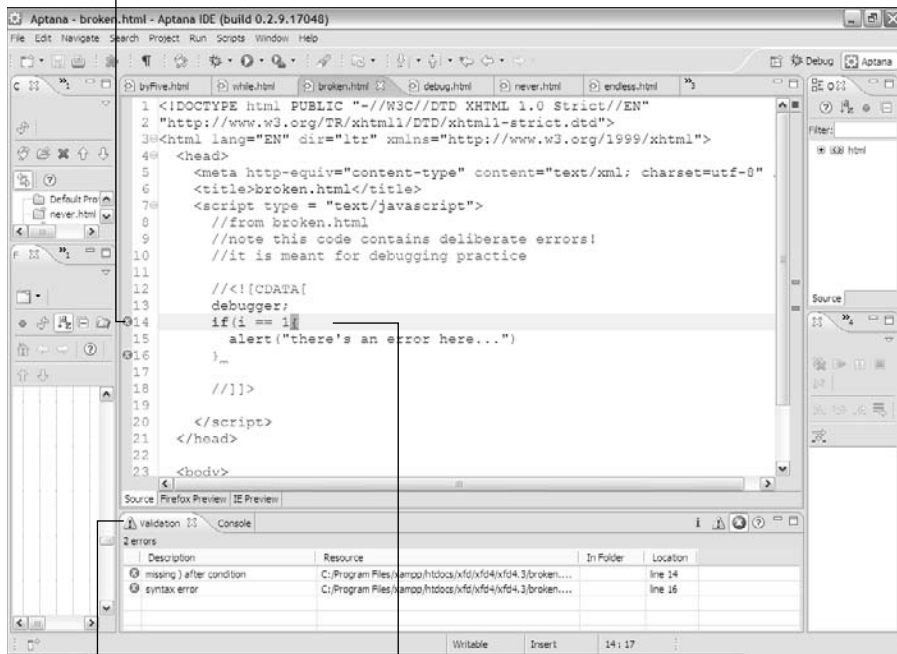 Aptana - broken.html - Aptana IDE (build 0.2.9.17048)
File Edit Navigate Search Project Run Scripts Window Help
Debug Aptana
byFive.html while.html broken.html debug.html never.html endless.html
1 <!DOCTYPE html PUBLIC "-//W3C//DTD XHTML 1.0 Strict//EN"
2 "http://www.w3.org/TR/xhtml1/DTD/xhtml1-strict.dtd">
3 <html lang="EN" dir="ltr" xmlns="http://www.w3.org/1999/xhtml">
4 <head>
5 <meta http-equiv="content-type" content="text/xml; charset=utf-8"
6 <title>broken.html</title>
7 <script type = "text/javascript">
8 //from broken.html
9 //note this code contains deliberate errors!
10 //it is meant for debugging practice
11
12 //<![CDATA[
13 debugger;
14 if(i == 1{
15 alert("there's an error here...")
16 }
17
18 //]]>
19
20 </script>
21 </head>
22
23 <body>
Default Pro
never.html
Filter:
html
Source
Source Firefox Preview IE Preview
Validation Console
2 errors
Description Resource In Folder Location
missing ) after condition C:/Program Files/xampp/htdocs/xfd/xfd4/xfd4.3/broken.... line 14
syntax error C:/Program Files/xampp/htdocs/xfd/xfd4/xfd4.3/broken.... line 16
Writable Insert 14:17